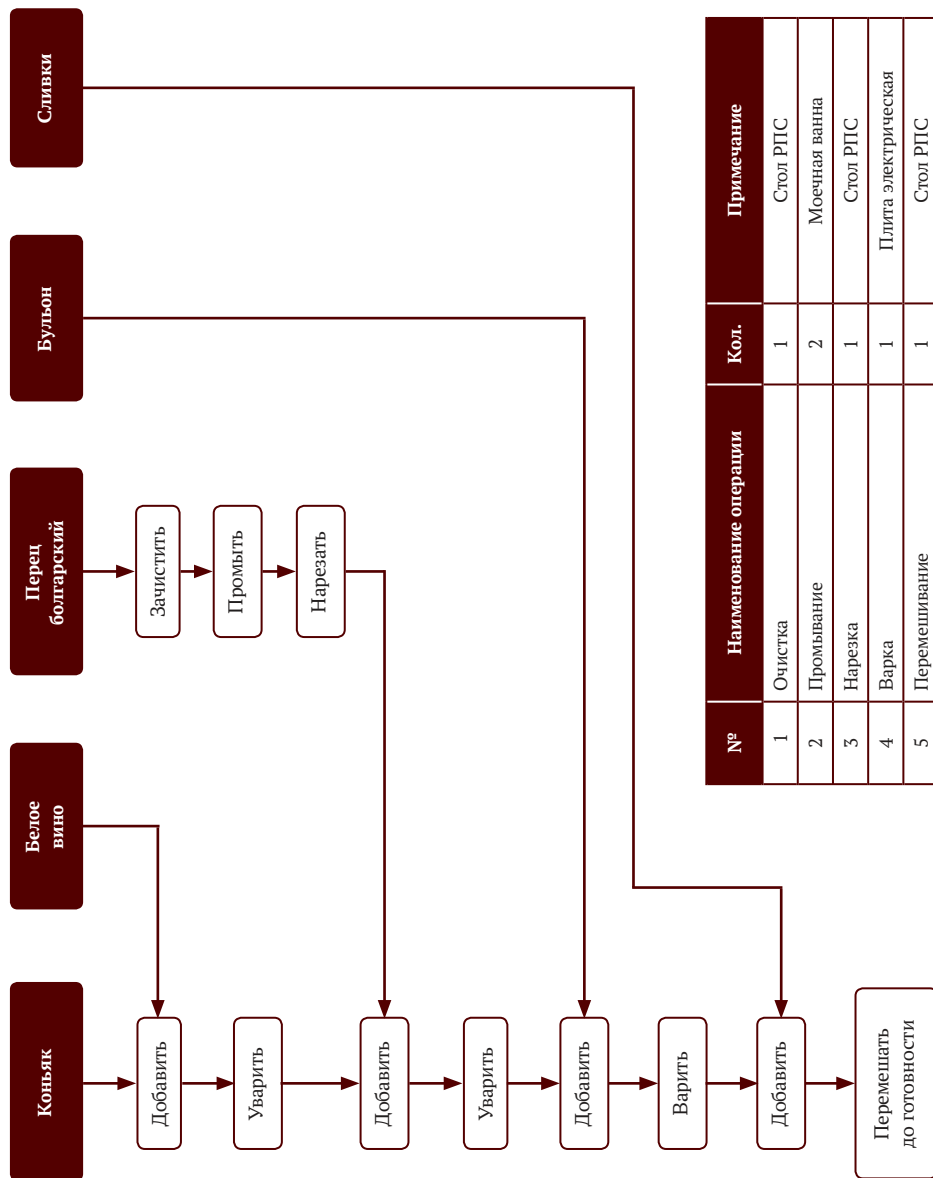 Коньяк
Белое
вино
Перец
болгарский
Бульон
Сливки
Добавить
Уварить
Добавить
Уварить
Добавить
Варить
Добавить
Перемешать
до готовности
Зачистить
Промыть
Нарезать
№ Наименование операции Кол. Примечание
1 Очистка 1 Стол РПС
2 Промывание 2 Моечная ванна
3 Нарезка 1 Стол РПС
4 Варка 1 Плита электрическая
5 Перемешивание 1 Стол РПС